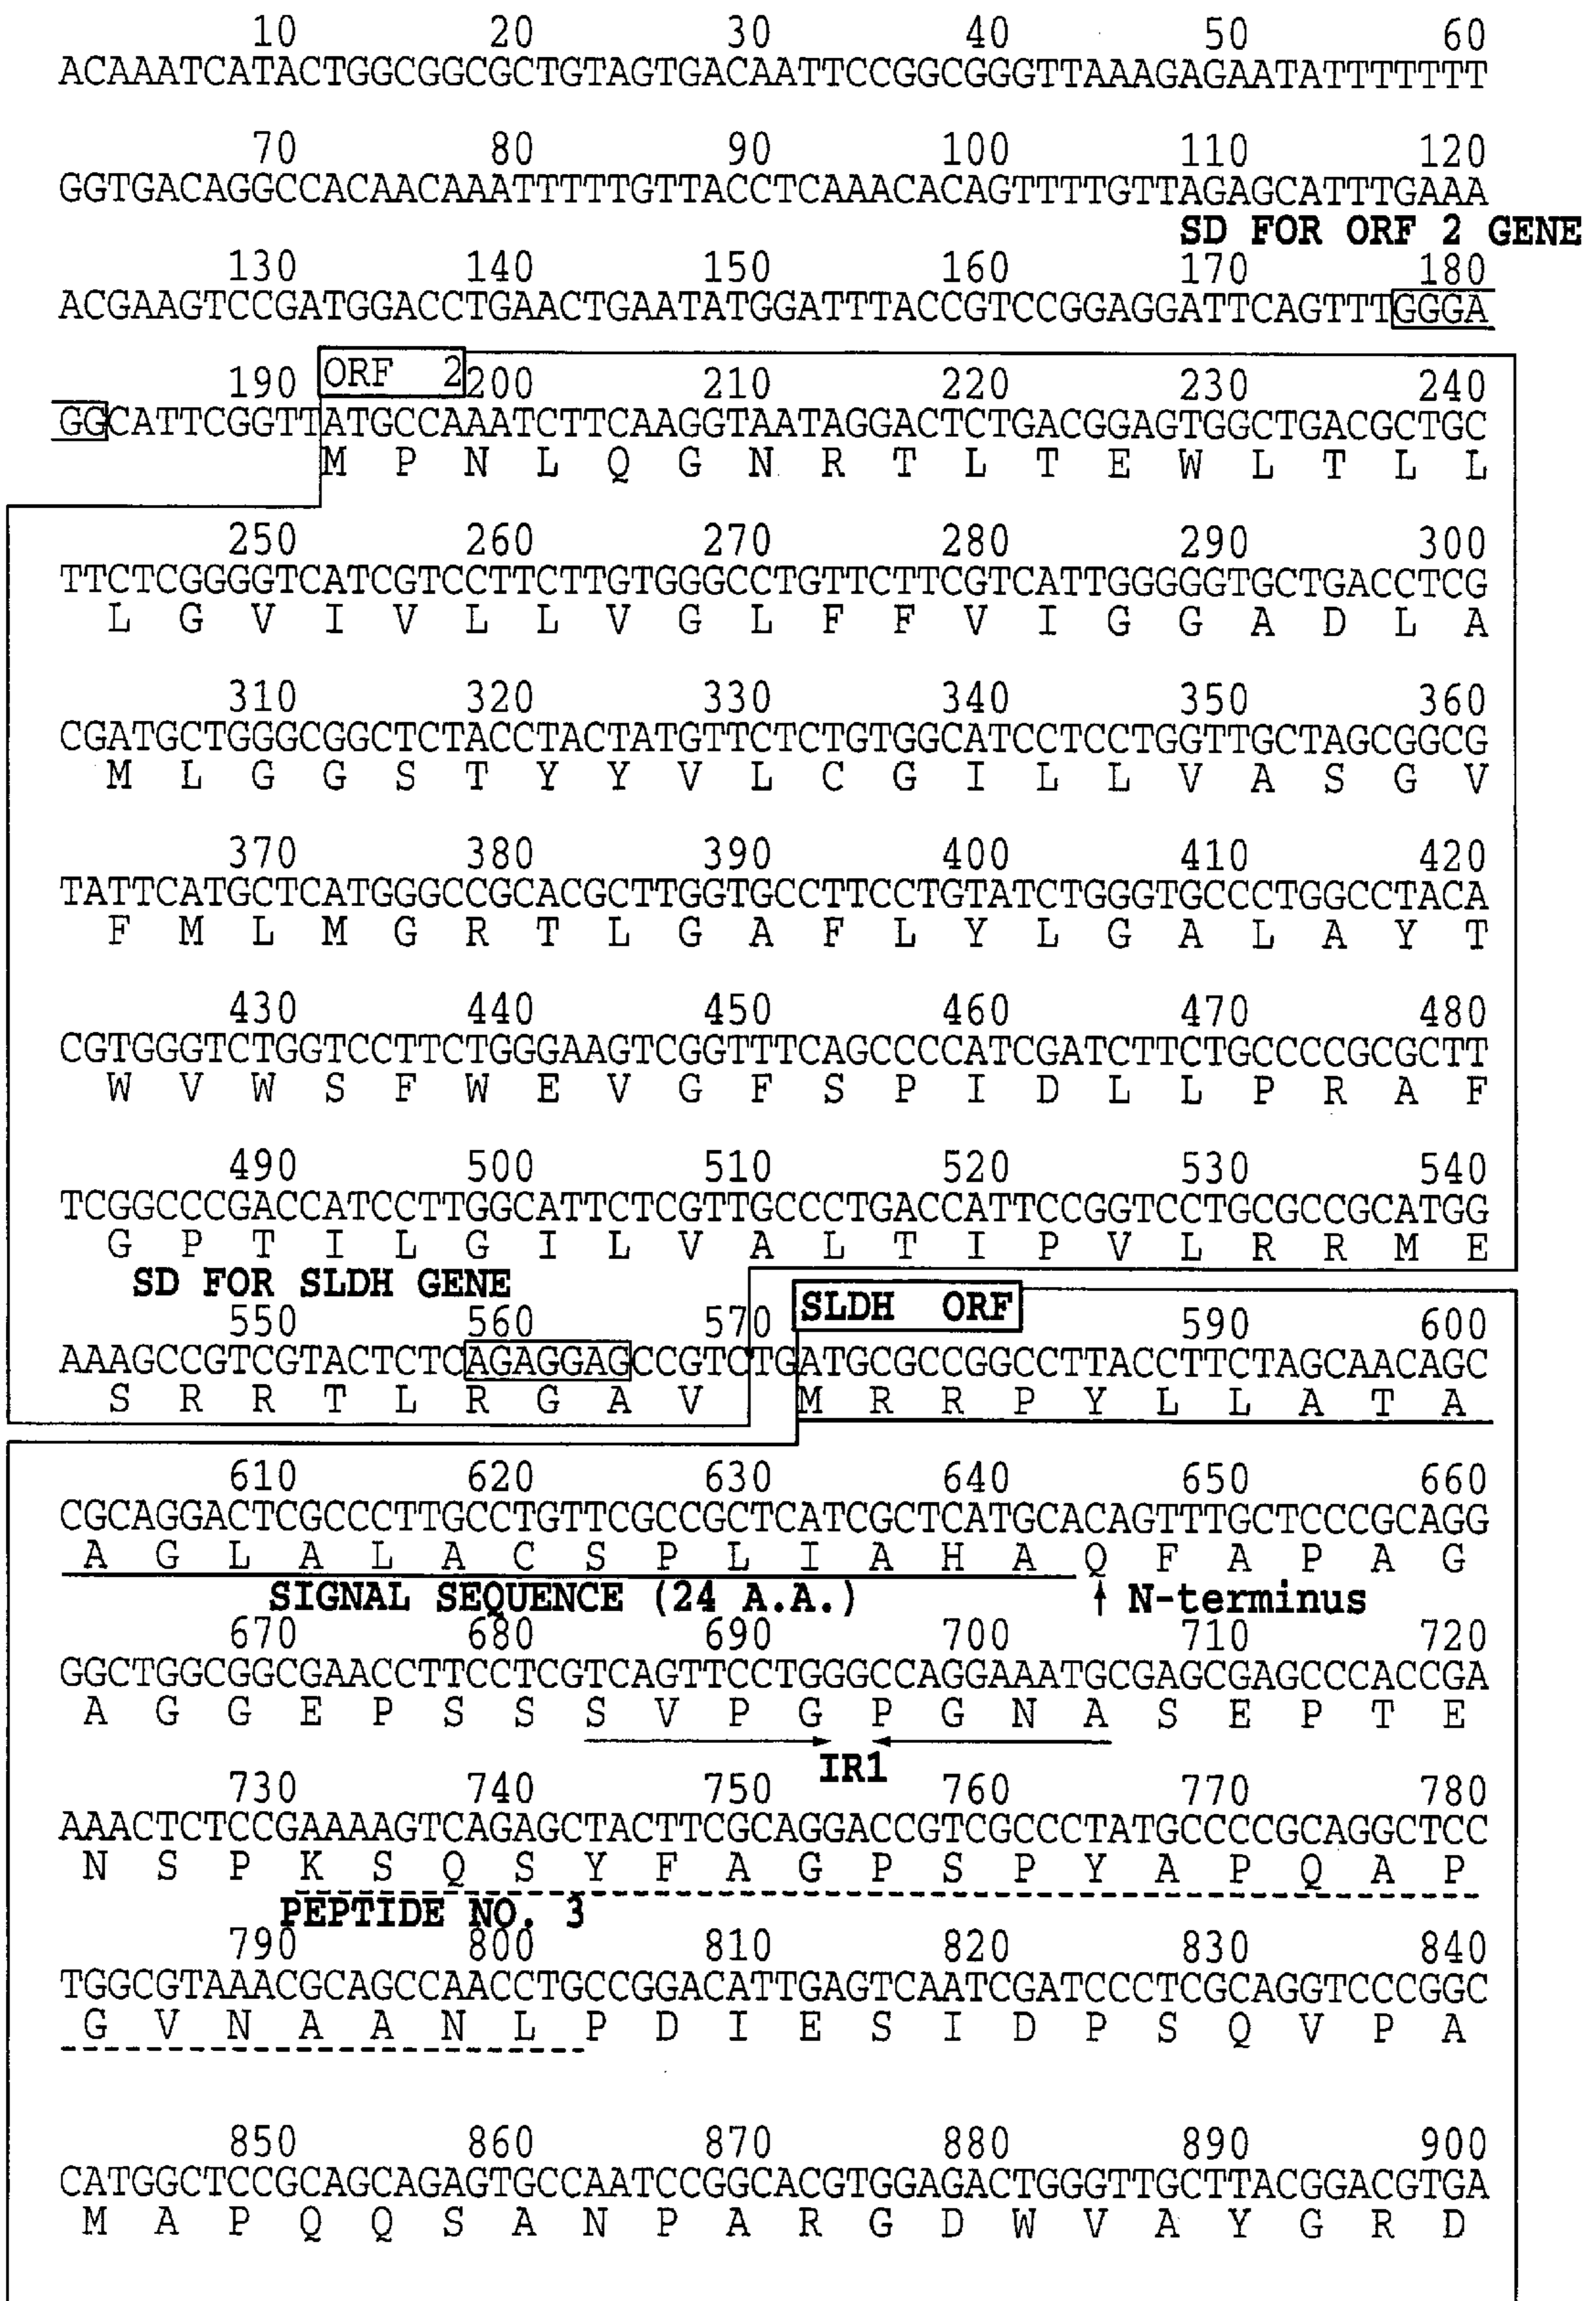 10 20 30 40 50 60
ACAAATCATACTGGCGGCGCTGTAGTGACAATTCCGGCGGGTTAAAGAGAATATTTTTTT
70 80 90 100 110 120
GGTGACAGGCCACAACAAATTTTTGTTACCTCAAACACAGTTTTGTTAGAGCATTTGAAA
SD FOR ORF 2 GENE
130 140 150 160 170 180
ACGAAGTCCGATGGACCTGAACTGAATATGGATTTACCGTCCGGAGGATTCAGTTTGGGA
190 ORF 2 200 210 220 230 240
GGCATTCGGTTATGCCAAATCTTCAAGGTAATAGGACTCTGACGGAGTGGCTGACGCTGC
M P N L Q G N R T L T E W L T L L
250 260 270 280 290 300
TTCTCGGGGTCATCGTCCTTCTTGTGGGCCTGTTCTTCGTCATTGGGGGTGCTGACCTCG
L G V I V L L V G L F F V I G G A D L A
310 320 330 340 350 360
CGATGCTGGGCGGCTCTACCTACTATGTTCTCTGTGGCATCCTCCTGGTTGCTAGCGGCG
M L G G S T Y Y V L C G I L L V A S G V
370 380 390 400 410 420
TATTCATGCTCATGGGCCGCACGCTTGGTGCCTTCCTGTATCTGGGTGCCCTGGCCTACA
F M L M G R T L G A F L Y L G A L A Y T
430 440 450 460 470 480
CGTGGGTCTGGTCCTTCTGGGAAGTCGGTTTCAGCCCCATCGATCTTCTGCCCCGCGCTT
W V W S F W E V G F S P I D L L P R A F
490 500 510 520 530 540
TCGGCCCGACCATCCTTGGCATTCTCGTTGCCCTGACCATTCCGGTCCTGCGCCGCATGG
G P T I L G I L V A L T I P V L R R M E
SD FOR SLDH GENE
550 560 570 SLDH ORF 590 600
AAAGCCGTCGTACTCTCAGAGGAGCCGTCTGATGCGCCGGCCTTACCTTCTAGCAACAGC
S R R T L R G A V M R R P Y L L A T A
610 620 630 640 650 660
CGCAGGACTCGCCCTTGCCTGTTCGCCGCTCATCGCTCATGCACAGTTTGCTCCCGCAGG
A G L A L A C S P L I A H A Q F A P A G
SIGNAL SEQUENCE (24 A.A.) ↑ N-terminus
670 680 690 700 710 720
GGCTGGCGGCGAACCTTCCTCGTCAGTTCCTGGGCCAGGAAATGCGAGCGAGCCCACCGA
A G G E P S S S V P G P G N A S E P T E
IR1
730 740 750 760 770 780
AAACTCTCCGAAAAGTCAGAGCTACTTCGCAGGACCGTCGCCCTATGCCCCGCAGGCTCC
N S P K S Q S Y F A G P S P Y A P Q A P
PEPTIDE NO. 3
790 800 810 820 830 840
TGGCGTAAACGCAGCCAACCTGCCGGACATTGAGTCAATCGATCCCTCGCAGGTCCCGGC
G V N A A N L P D I E S I D P S Q V P A
850 860 870 880 890 900
CATGGCTCCGCAGCAGAGTGCCAATCCGGCACGTGGAGACTGGGTTGCTTACGGACGTGA
M A P Q Q S A N P A R G D W V A Y G R D